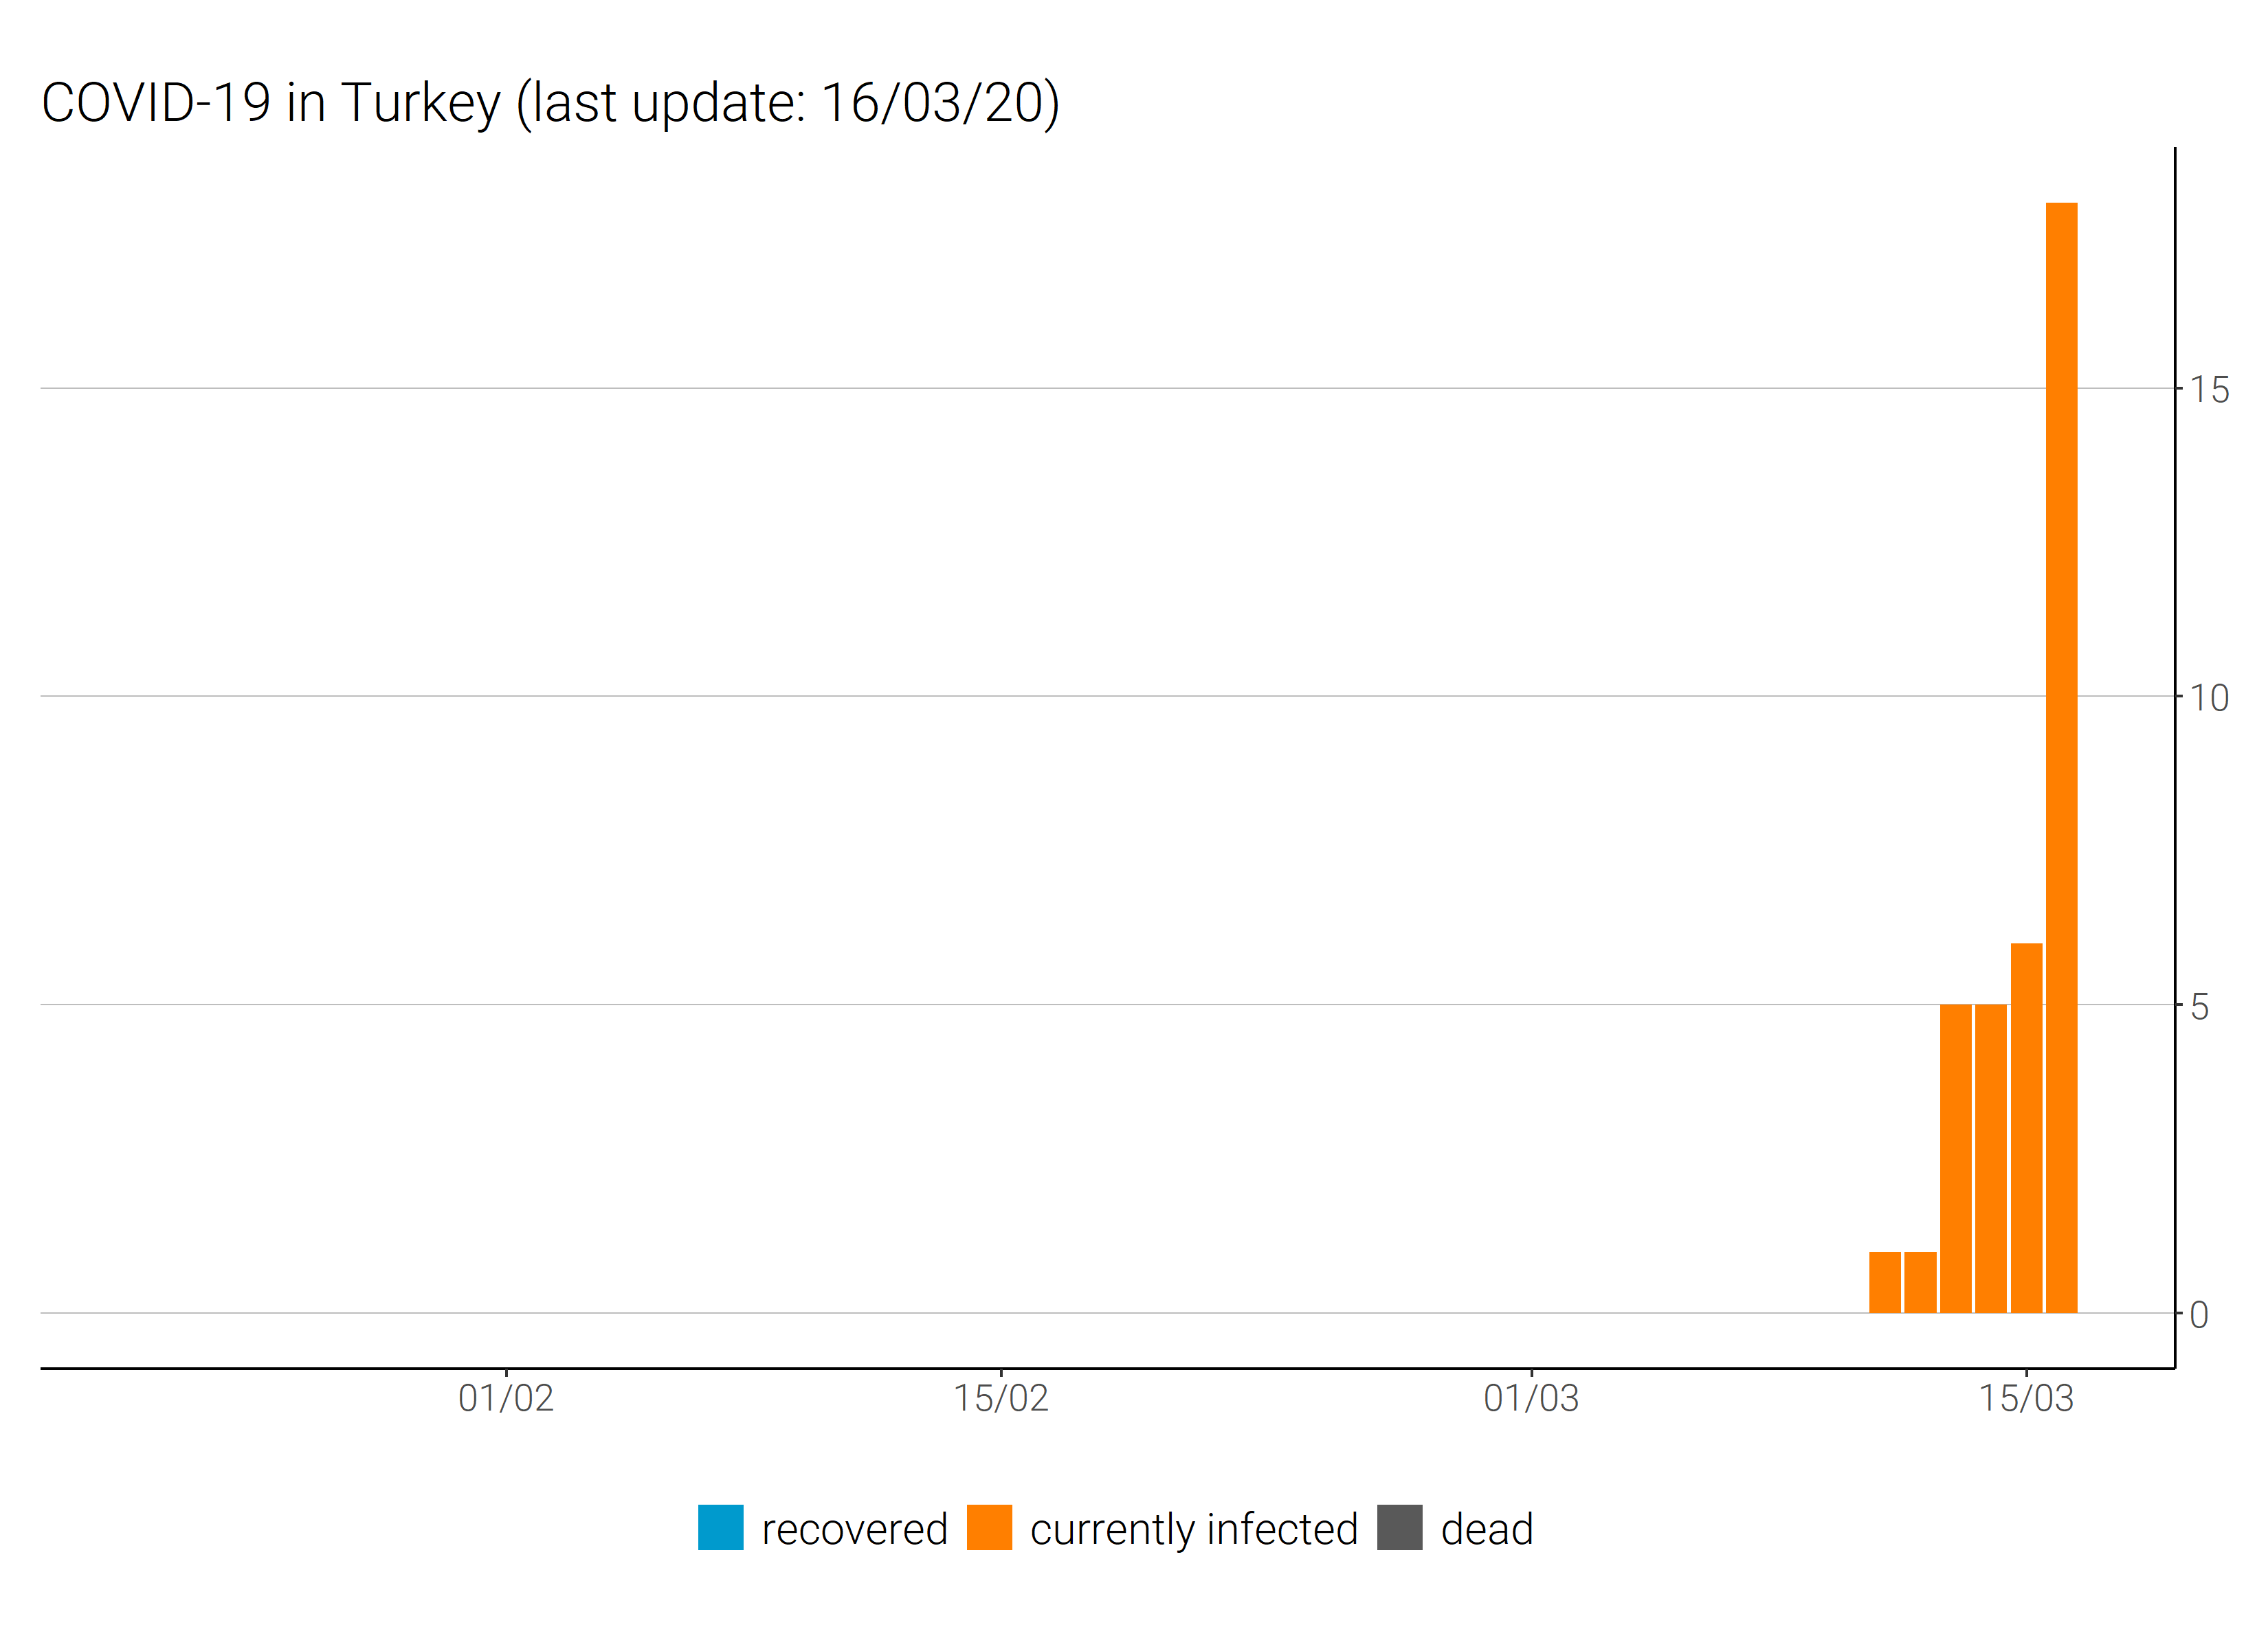 COVID-19 in Turkey (last update: 16/03/20)
15
10
5
0
01/02 15/02 01/03 15/03
recovered currently infected dead